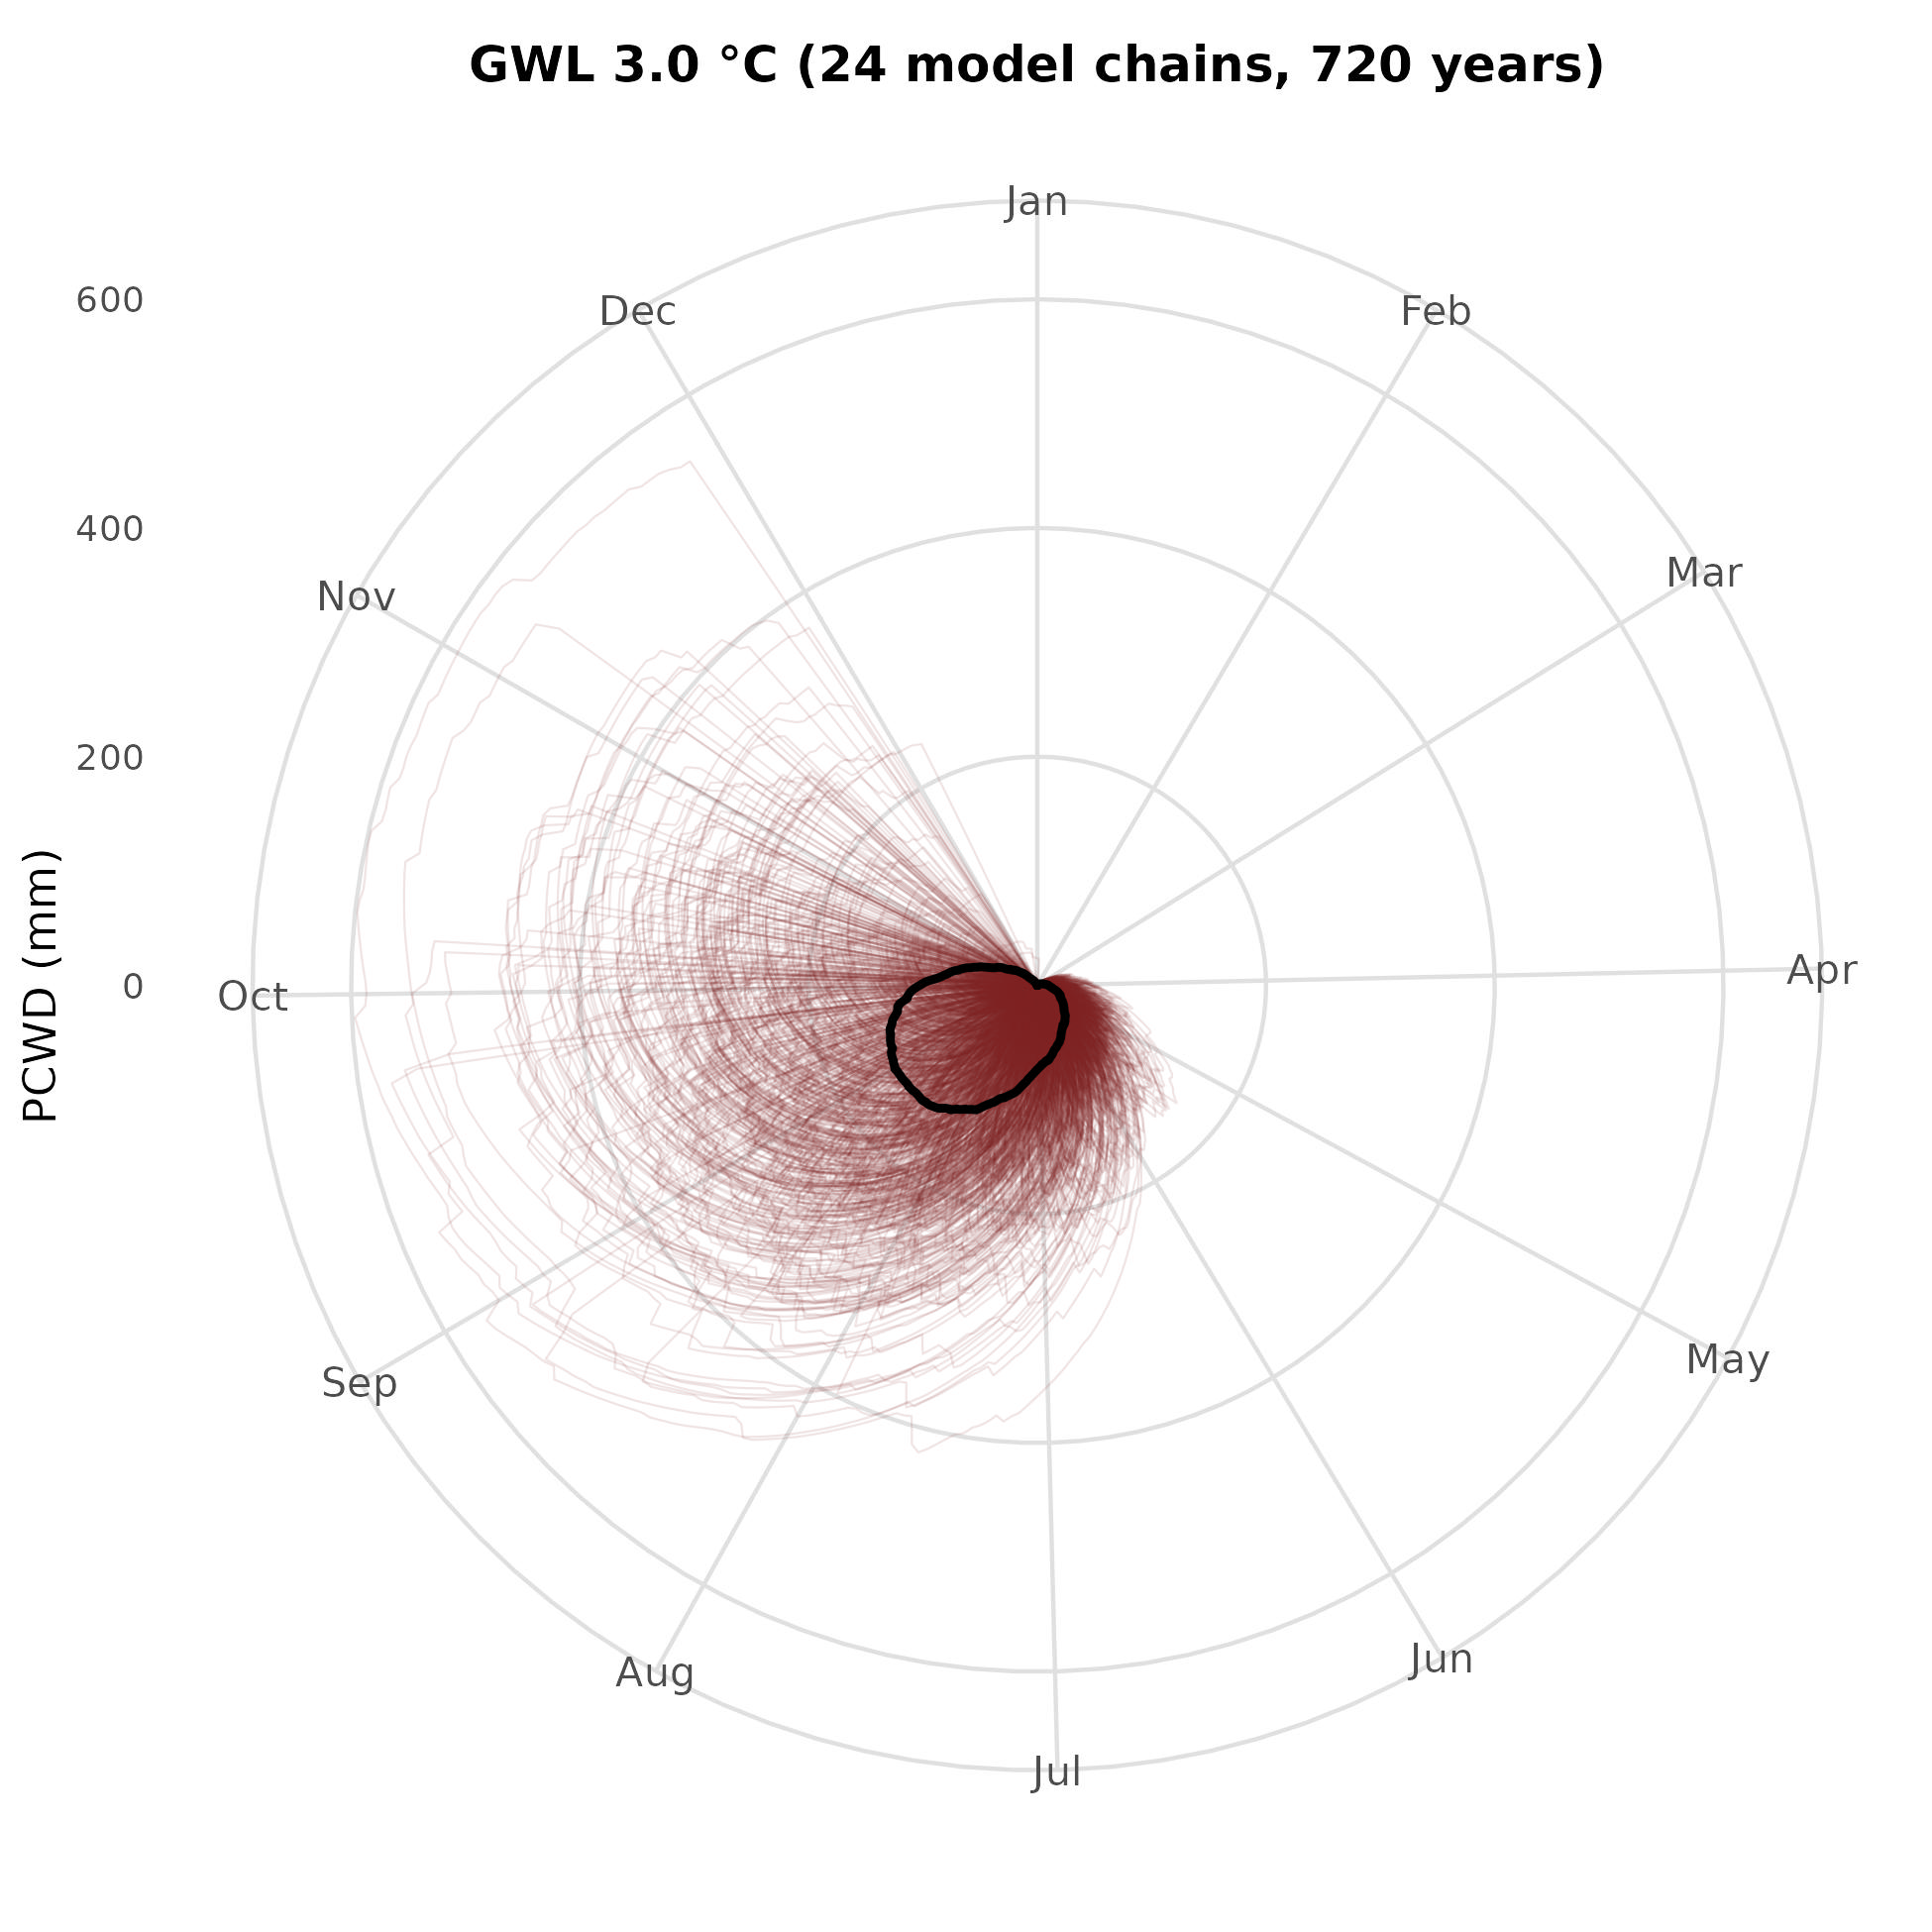 GWL 3.0 °C (24 model chains, 720 years)
Jan
Feb
Mar
Apr
May
Jun
Jul
Aug
Sep
Oct
Nov
Dec
600
400
200
0
PCWD (mm)